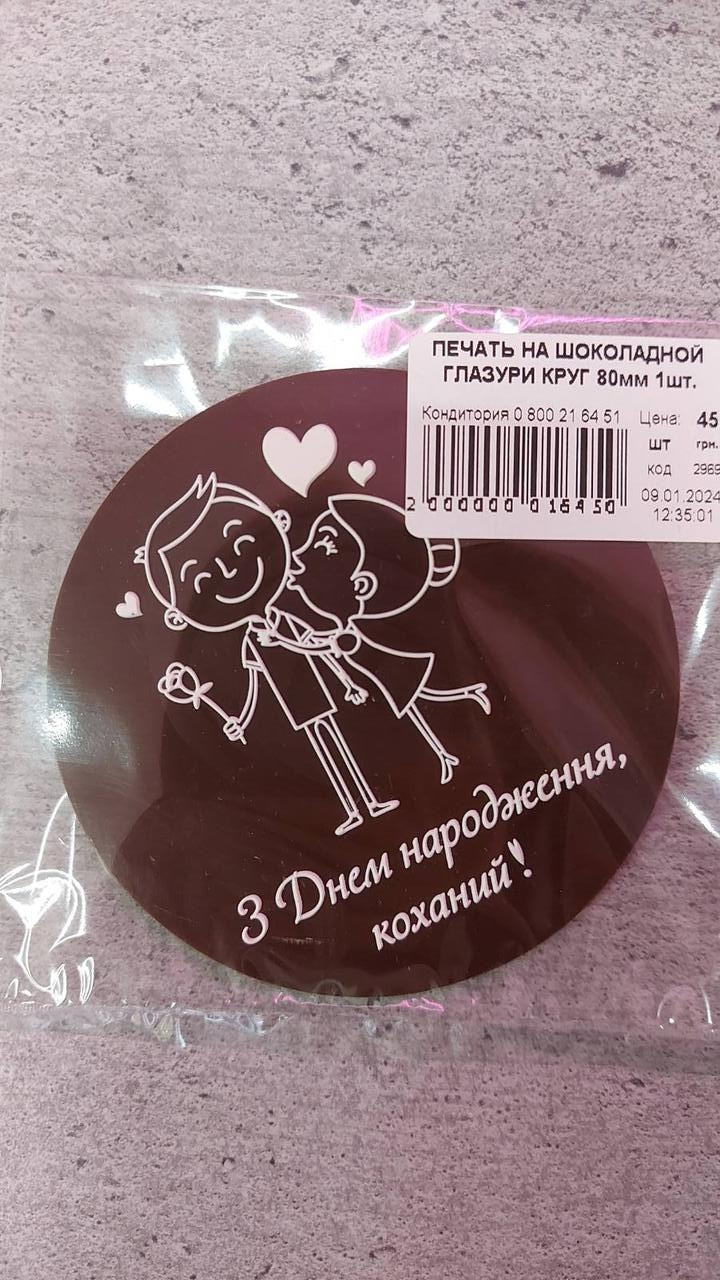 ПЕЧАТЬ НА ШОКОЛАДНОЙ
ГЛАЗУРИ КРУГ 80мм 1шт.
Кондитория 0 800 21 64 51
Цена: 45
шт грн.
код 2969
2 000000 016450
09.01.2024
12:35:01
З Днем народження,
коханий!